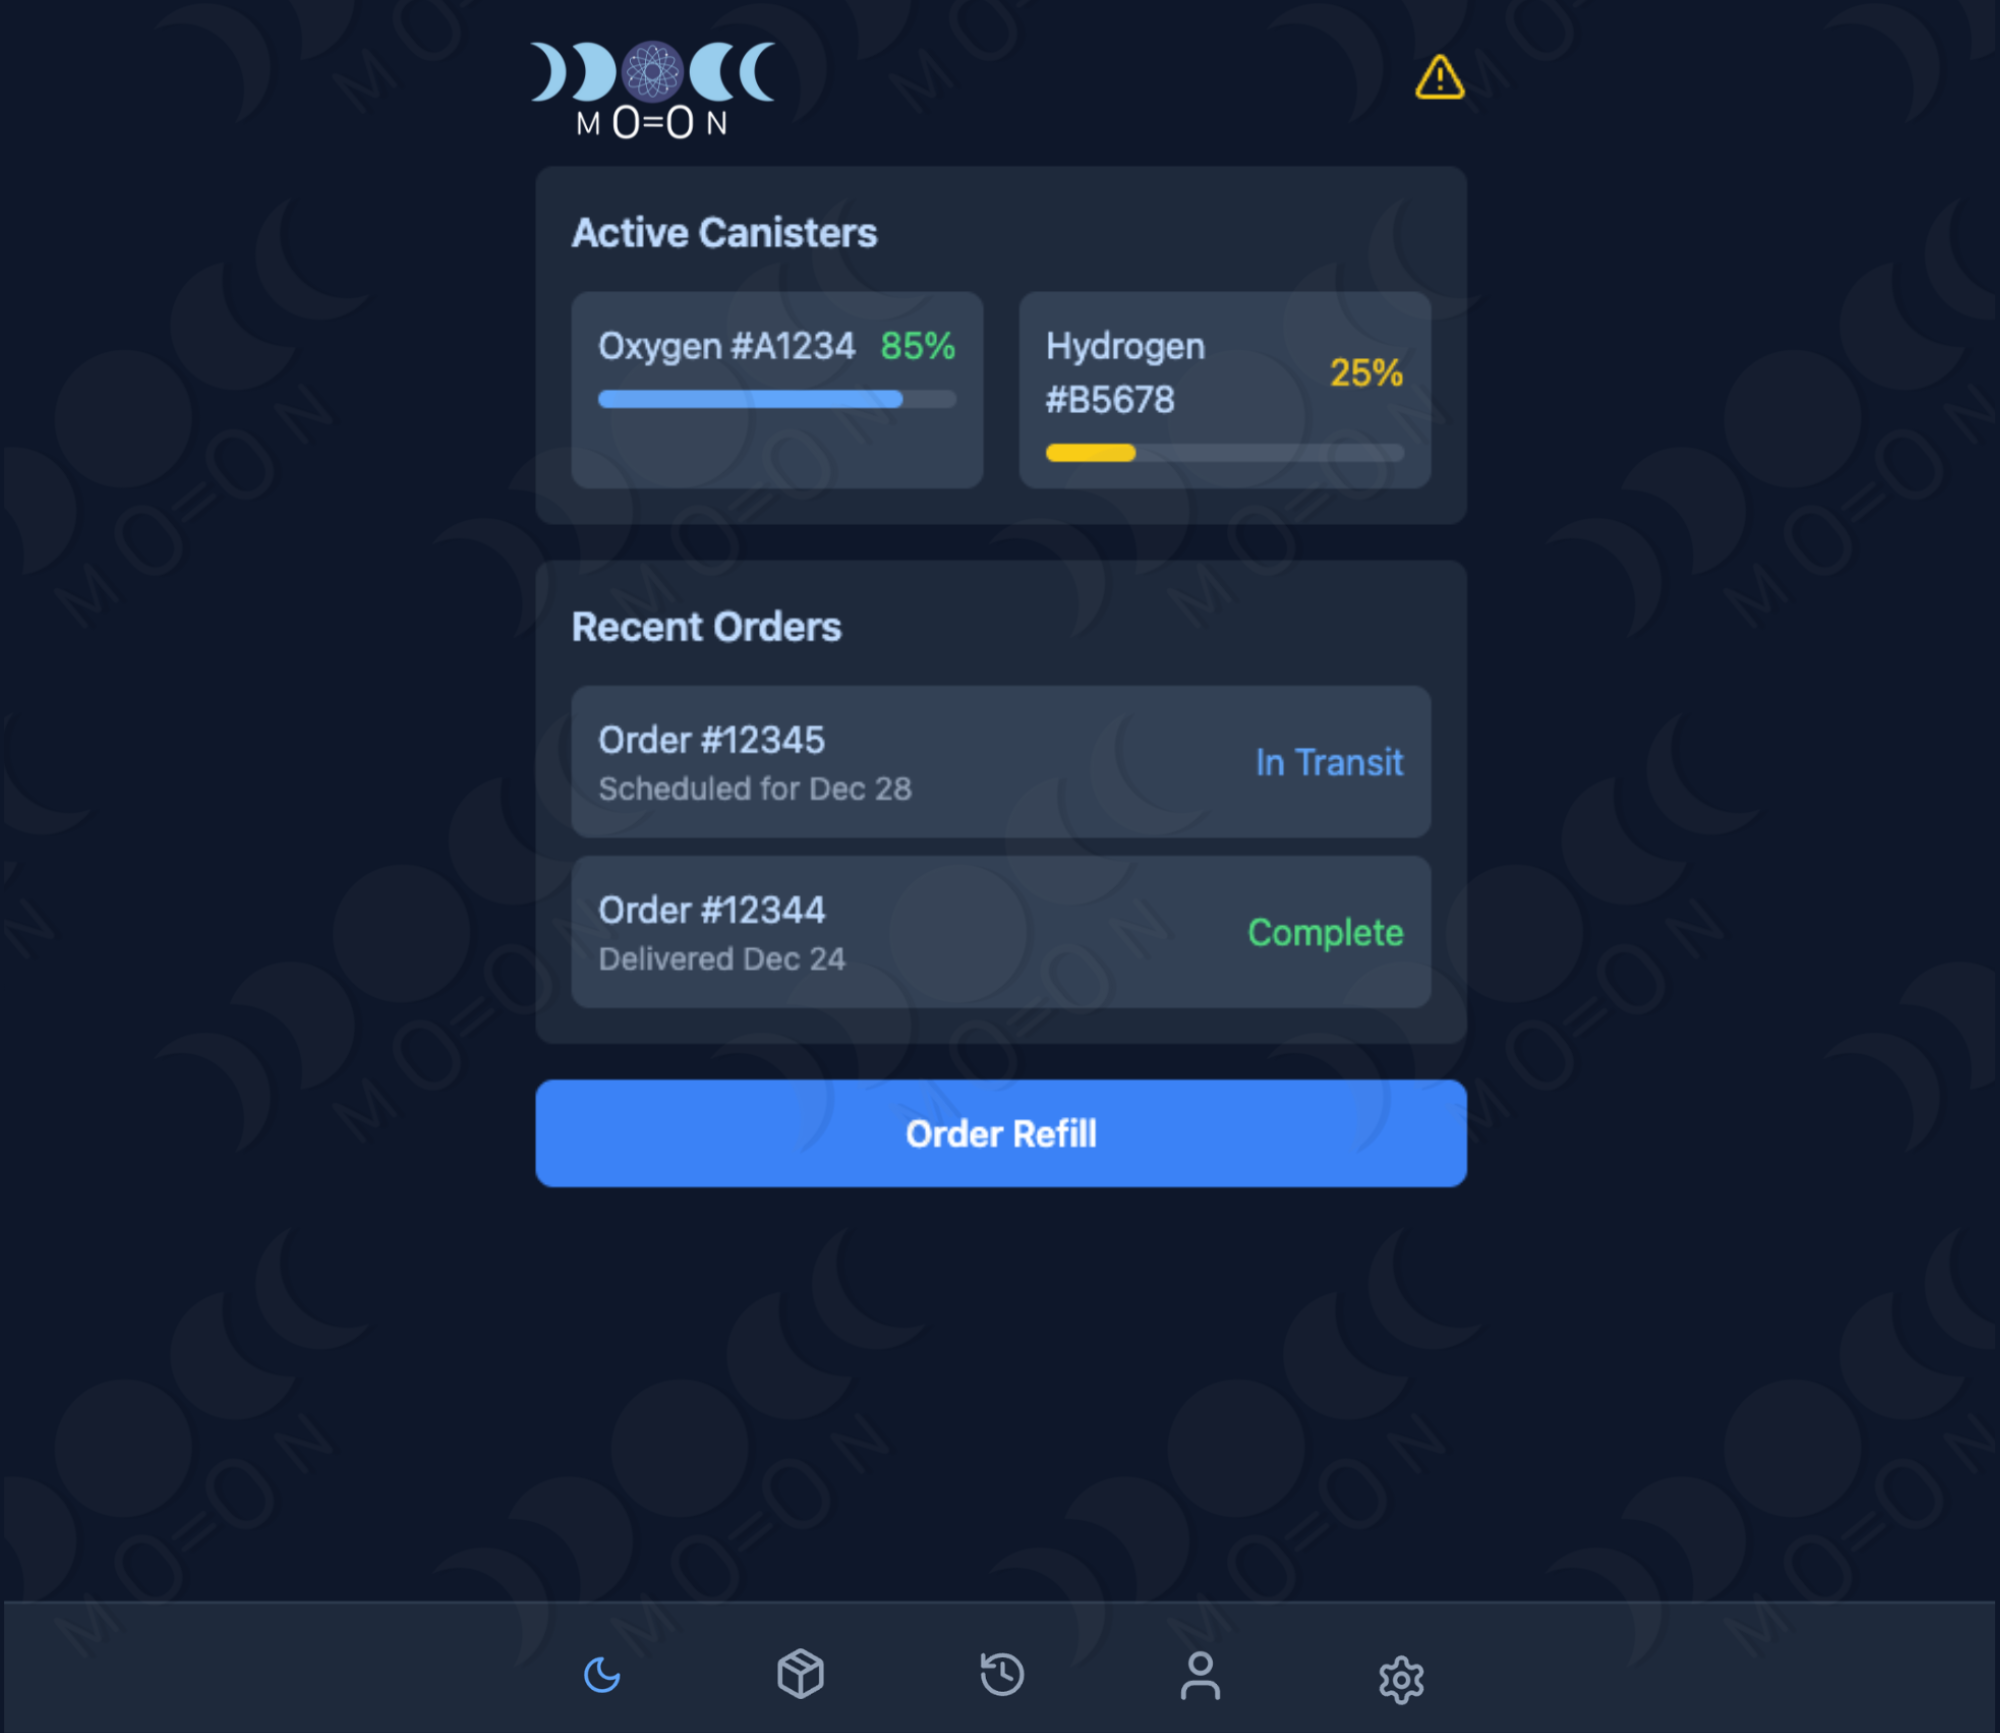 M O=O N
Active Canisters
Oxygen #A1234 85%
Hydrogen
#B5678
25%
Recent Orders
Order #12345
Scheduled for Dec 28
In Transit
Order #12344
Delivered Dec 24
Complete
Order Refill